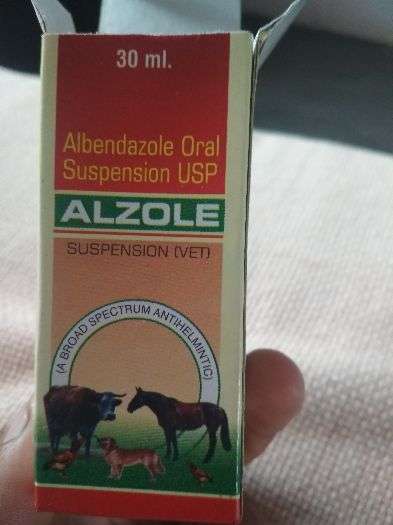 30 ml.
Albendazole Oral
Suspension USP
ALZOLE
SUSPENSION (VET)
(A BROAD SPECTRUM ANTIHELMINTIC)